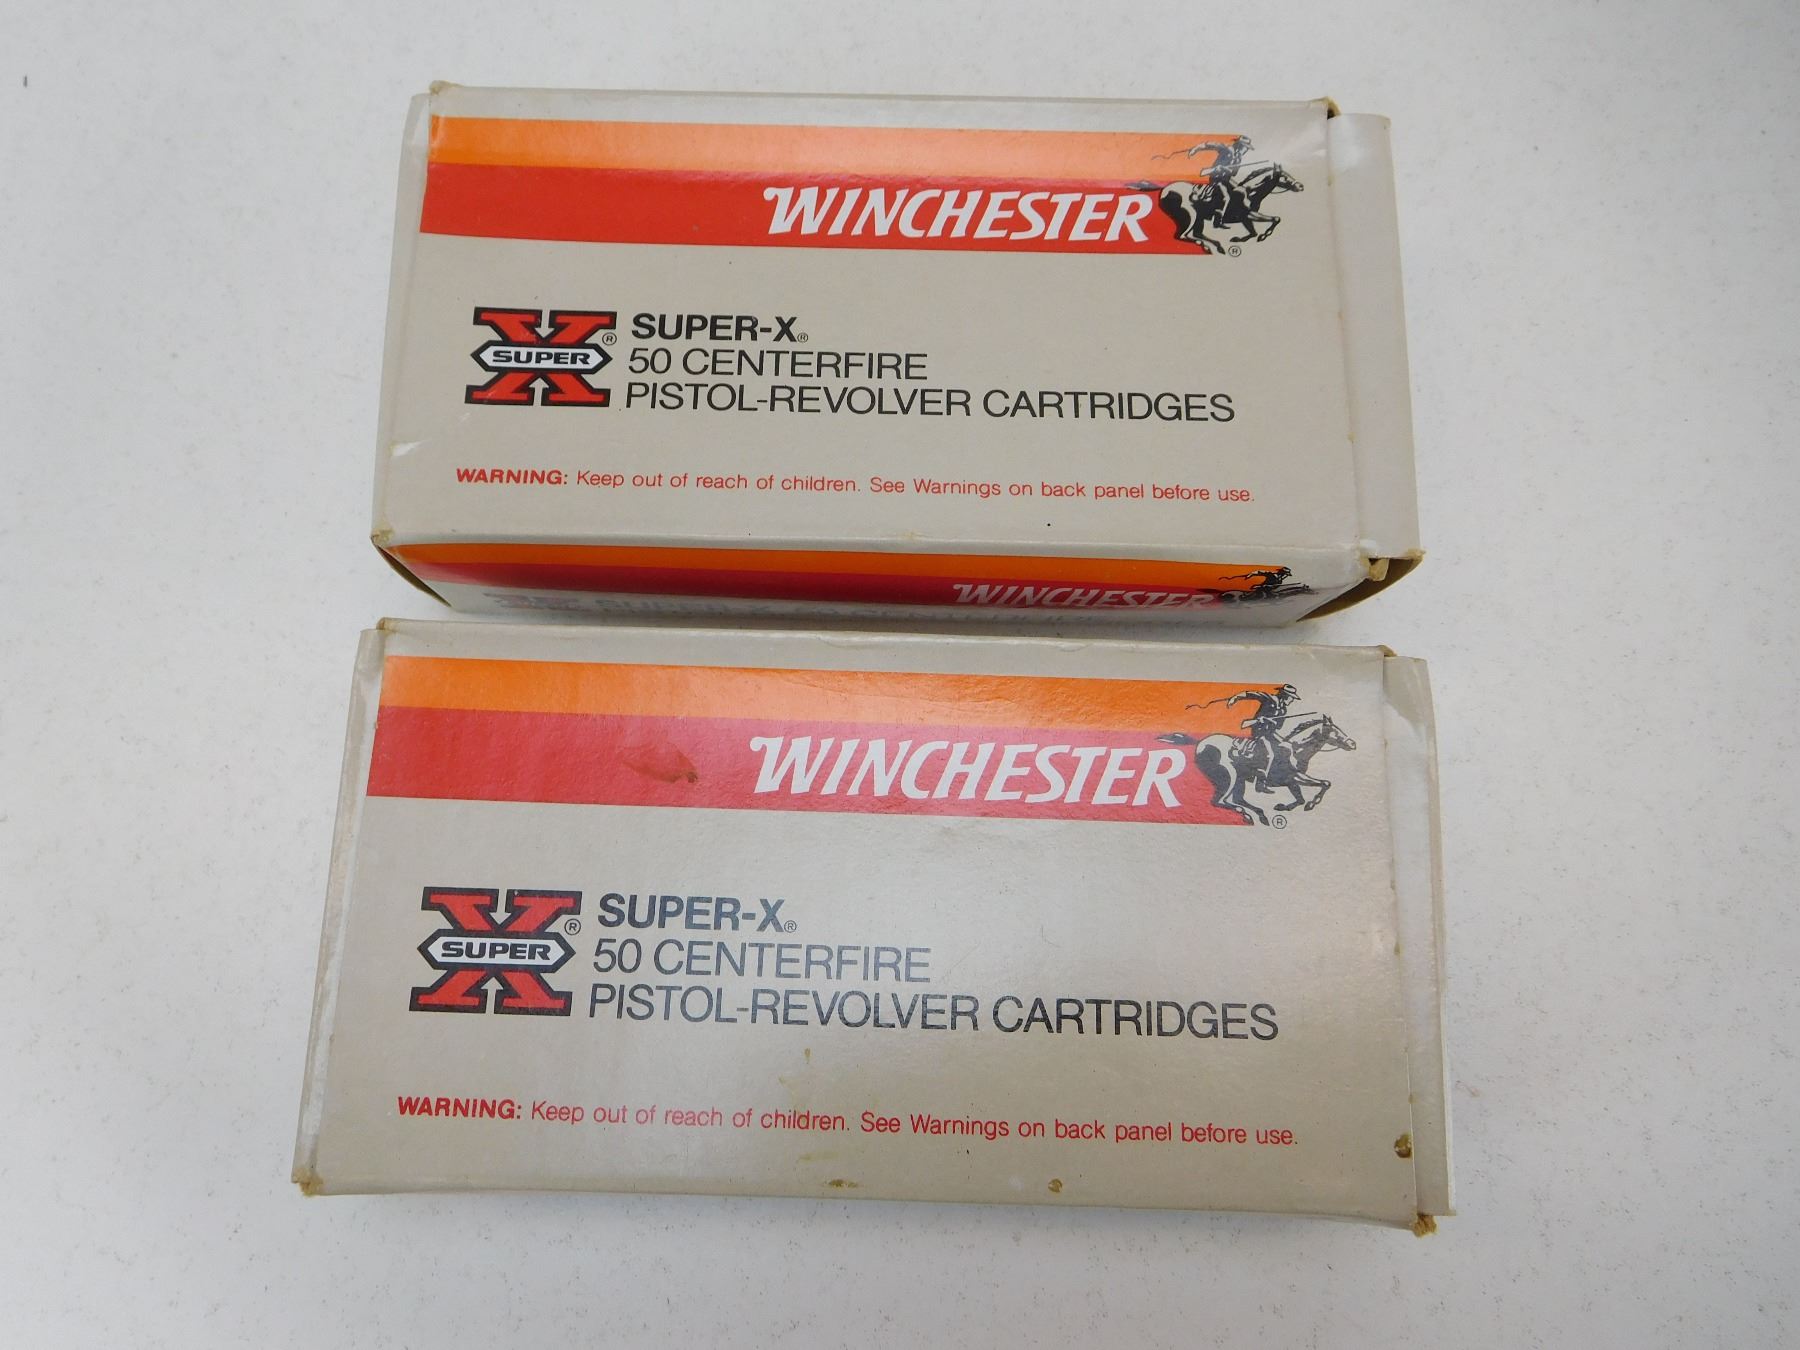 WINCHESTER
®
SUPER ®
SUPER-X®
50 CENTERFIRE
PISTOL-REVOLVER CARTRIDGES
WARNING: Keep out of reach of children. See Warnings on back panel before use.
WINCHESTER
WINCHESTER
®
SUPER ®
SUPER-X®
50 CENTERFIRE
PISTOL-REVOLVER CARTRIDGES
WARNING: Keep out of reach of children. See Warnings on back panel before use.